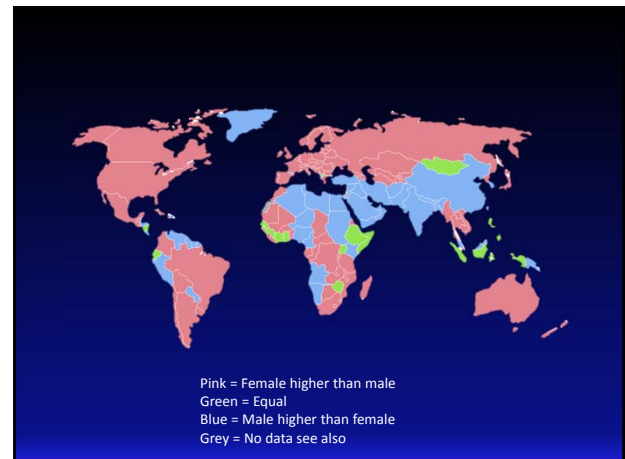 Pink = Female higher than male
Green = Equal
Blue = Male higher than female
Grey = No data see also